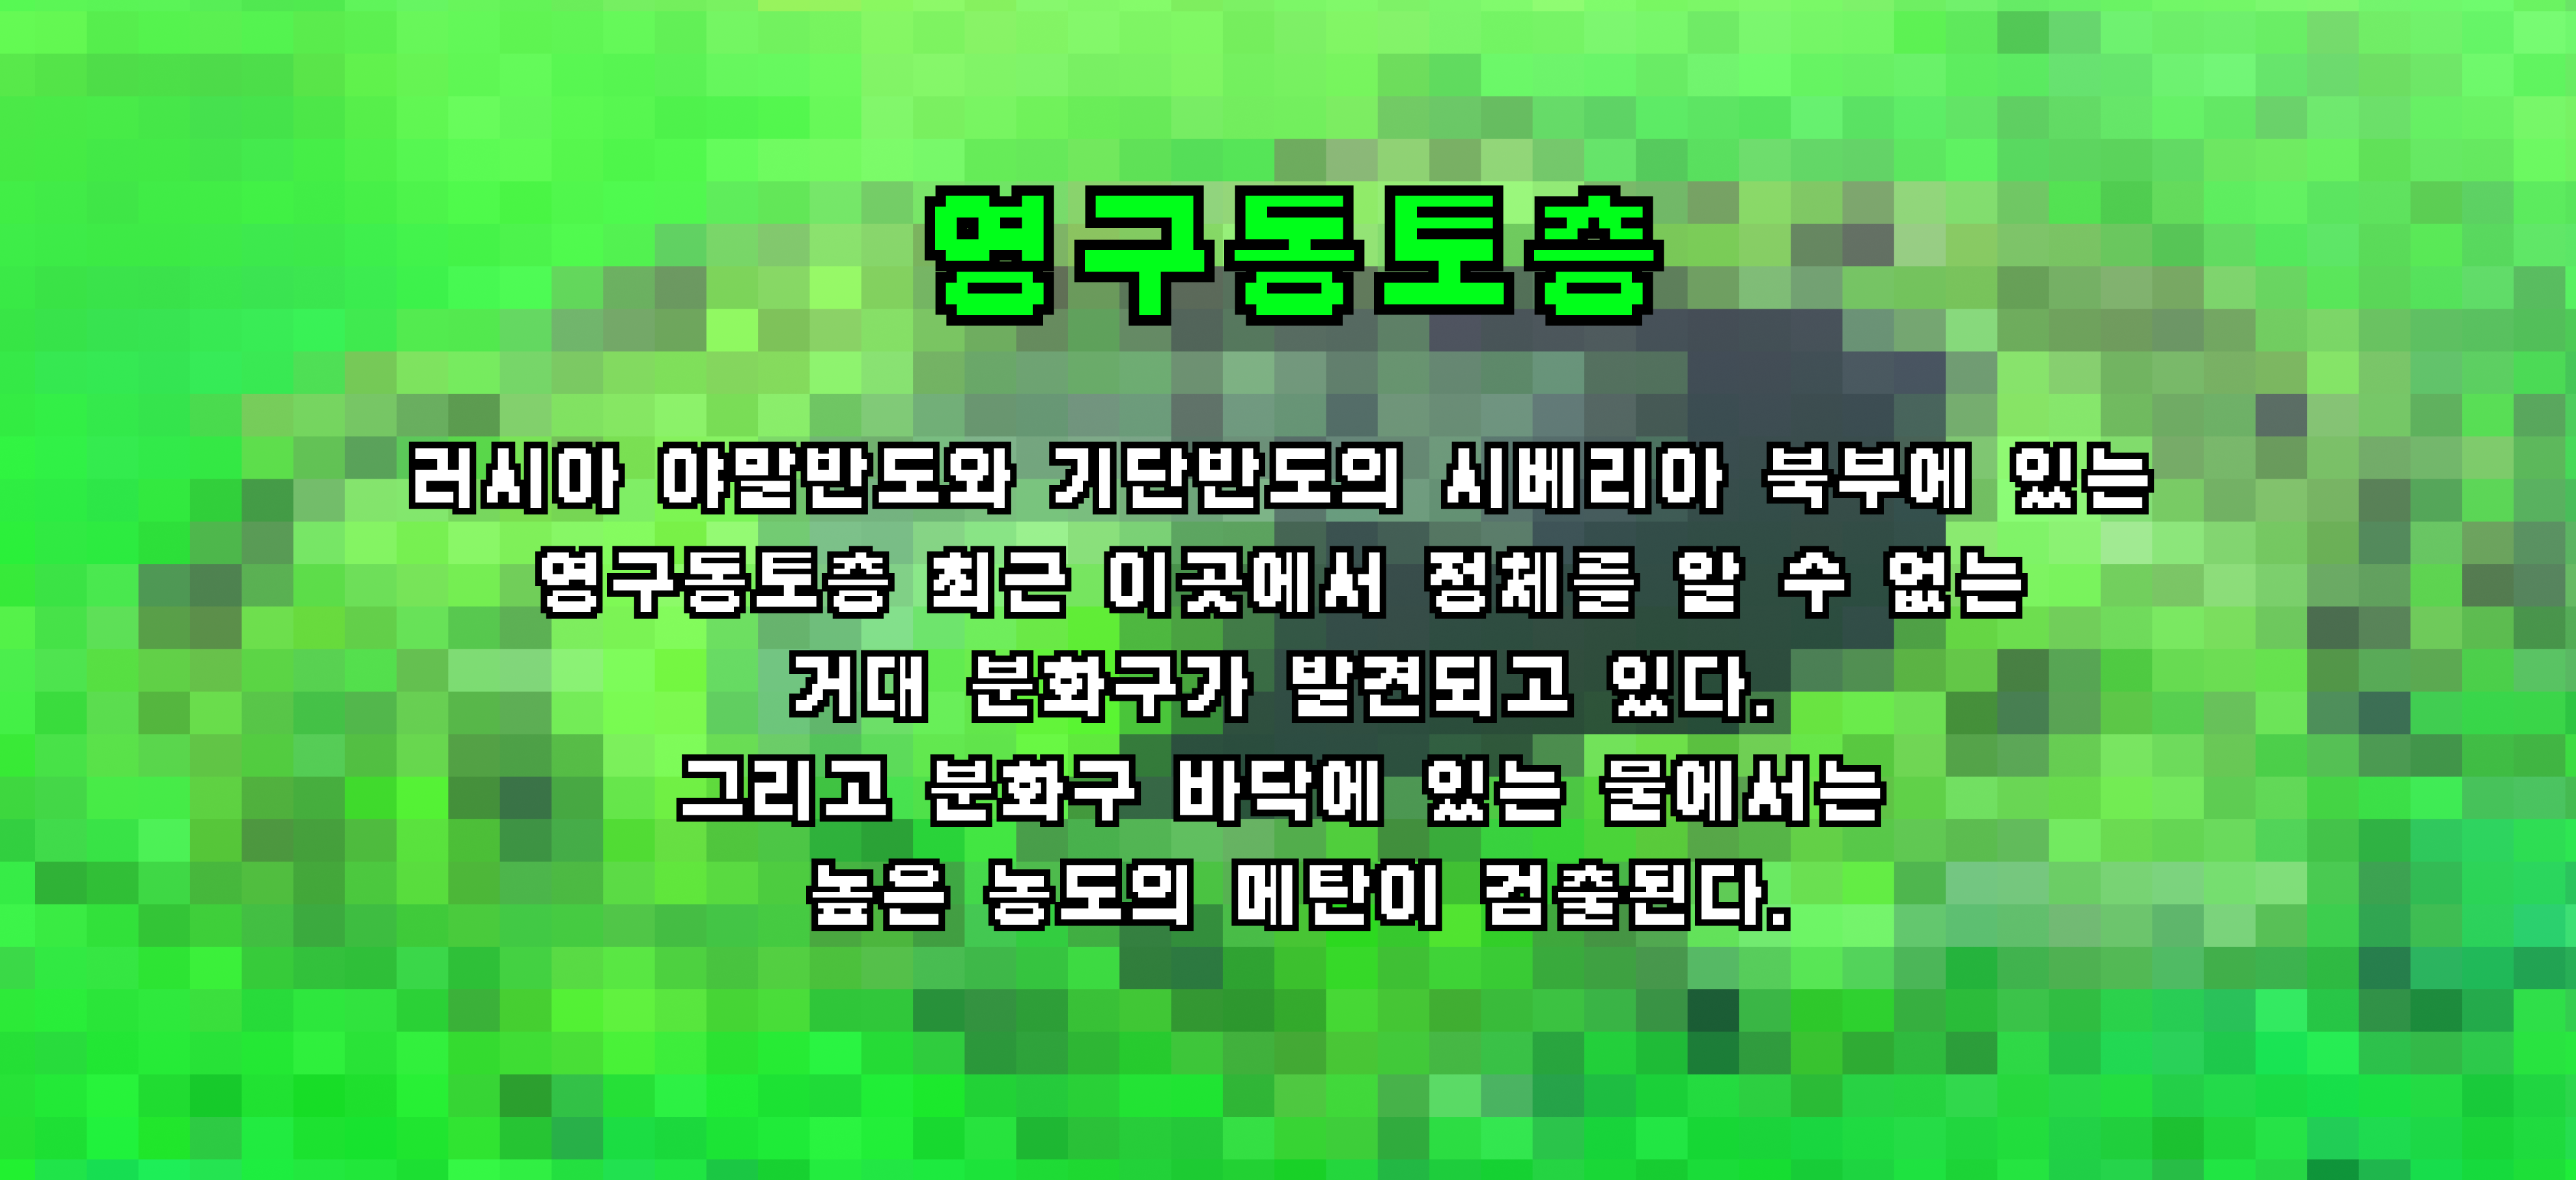 영구동토층
러시아 야말반도와 기단반도의 시베리아 북부에 있는
영구동토층 최근 이곳에서 정체를 알 수 없는
거대 분화구가 발견되고 있다.
그리고 분화구 바닥에 있는 물에서는
높은 농도의 메탄이 검출된다.